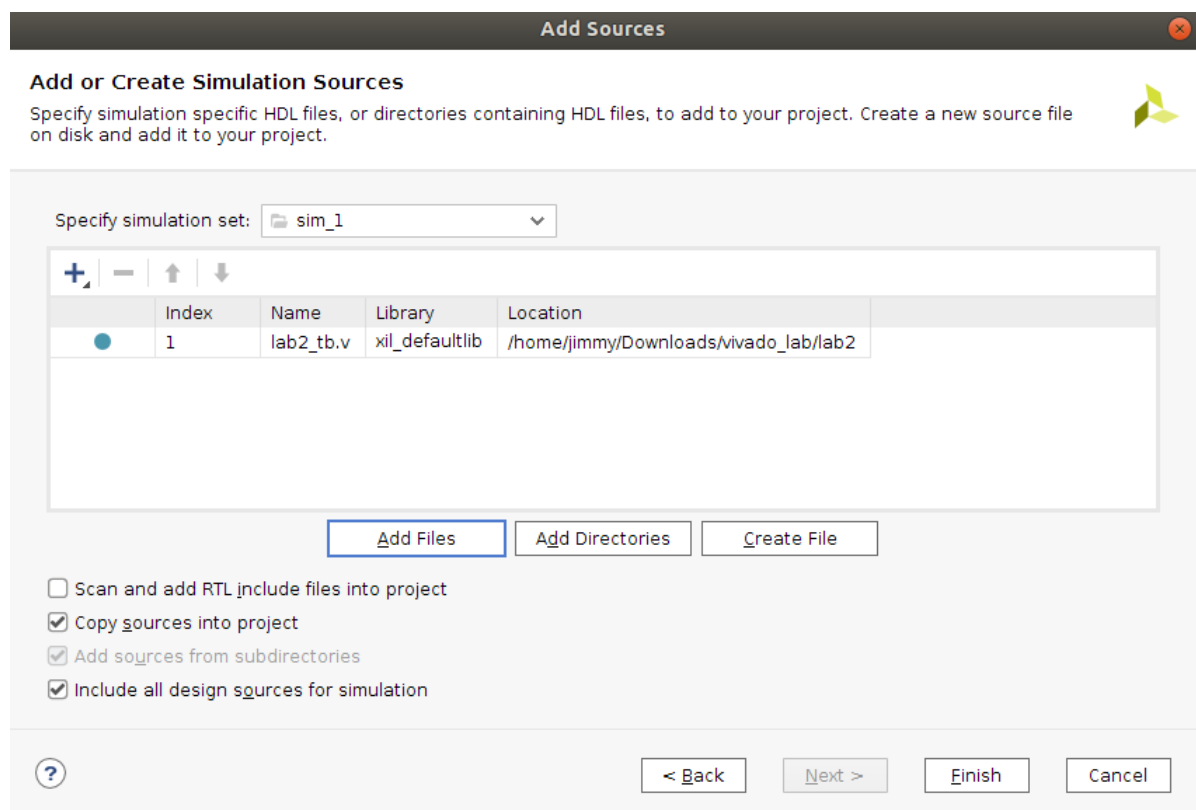 Add Sources
Add or Create Simulation Sources
Specify simulation specific HDL files, or directories containing HDL files, to add to your project. Create a new source file
on disk and add it to your project.
Specify simulation set: sim_1
Index Name Library Location
1 lab2_tb.v xil_defaultlib /home/jimmy/Downloads/vivado_lab/lab2
Add Files Add Directories Create File
Scan and add RTL include files into project
Copy sources into project
Add sources from subdirectories
Include all design sources for simulation
? < Back Next > Finish Cancel